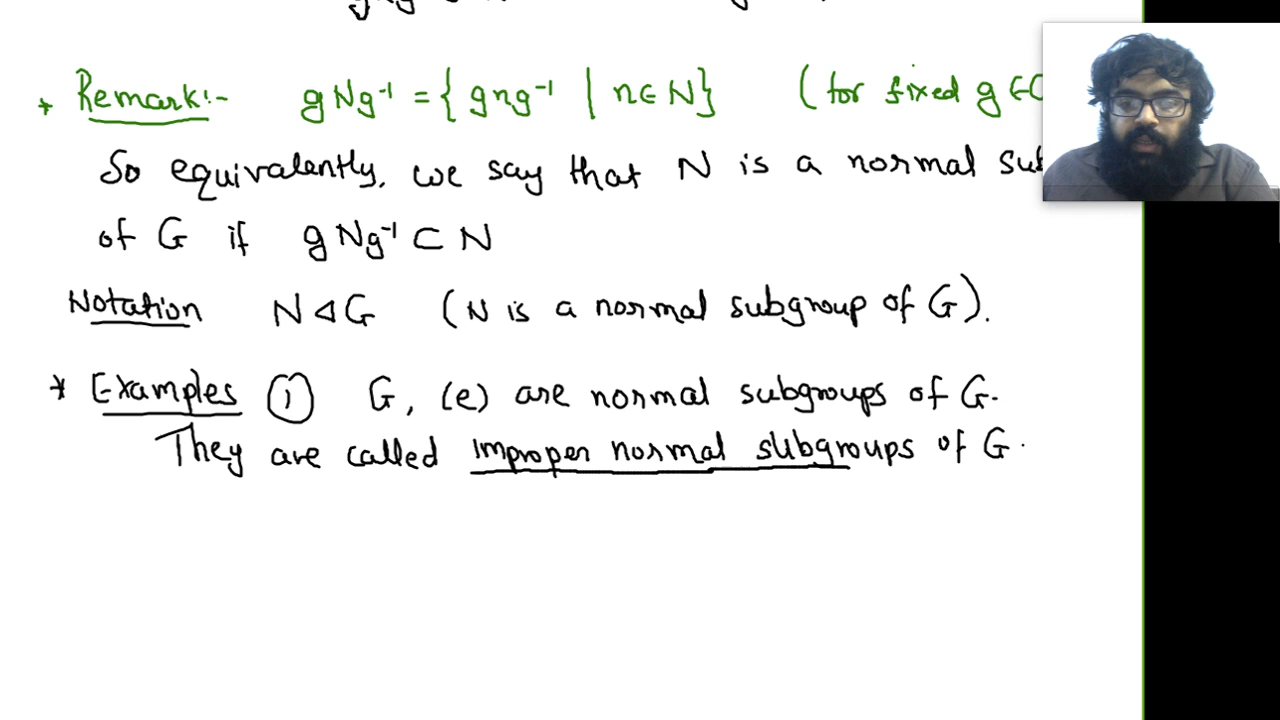 * Remark:- gNg⁻¹ = { gng⁻¹ | n ∈ N} (for fixed g ∈
So equivalently, we say that N is a normal
of G if gNg⁻¹ ⊂ N
Notation N ⊲ G (N is a normal subgroup of G).
* Examples ① G, (e) are normal subgroups of G.
They are called improper normal subgroups of G.